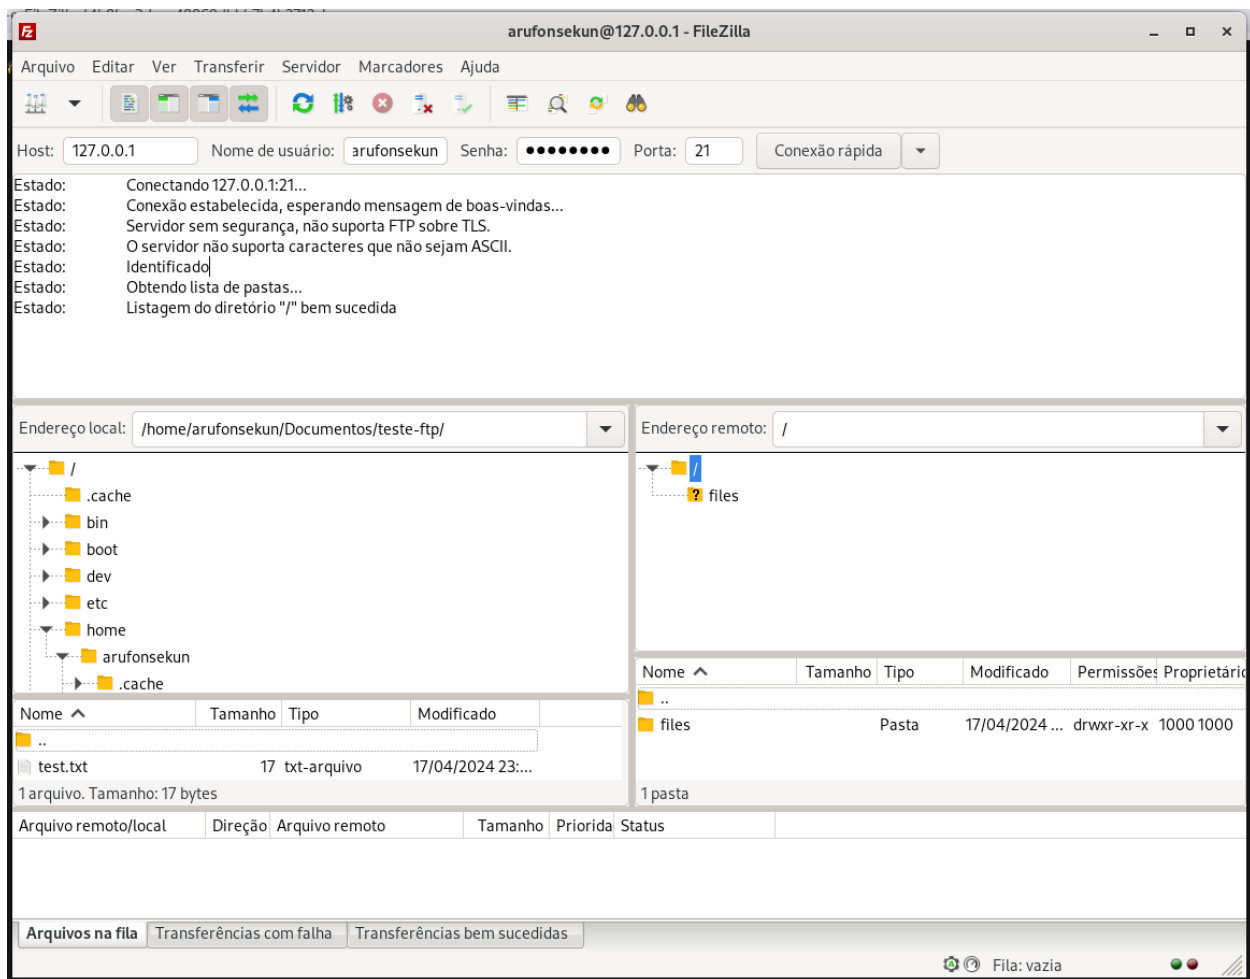 arufonsekun@127.0.0.1 - FileZilla
Arquivo Editar Ver Transferir Servidor Marcadores Ajuda
Host: 127.0.0.1 Nome de usuário: arufonsekun Senha: ●●●●●●●● Porta: 21 Conexão rápida
Estado: Conectando 127.0.0.1:21...
Estado: Conexão estabelecida, esperando mensagem de boas-vindas...
Estado: Servidor sem segurança, não suporta FTP sobre TLS.
Estado: O servidor não suporta caracteres que não sejam ASCII.
Estado: Identificado
Estado: Obtendo lista de pastas...
Estado: Listagem do diretório "/" bem sucedida
Endereço local: /home/arufonsekun/Documentos/teste-ftp/
/
.cache
bin
boot
dev
etc
home
arufonsekun
.cache
Nome Tamanho Tipo Modificado
..
test.txt 17 txt-arquivo 17/04/2024 23:...
1 arquivo. Tamanho: 17 bytes
Endereço remoto: /
/
? files
Nome Tamanho Tipo Modificado Permissões Proprietário
..
files Pasta 17/04/2024 ... drwxr-xr-x 1000 1000
1 pasta
Arquivo remoto/local Direção Arquivo remoto Tamanho Priorida Status
Arquivos na fila Transferências com falha Transferências bem sucedidas
Fila: vazia